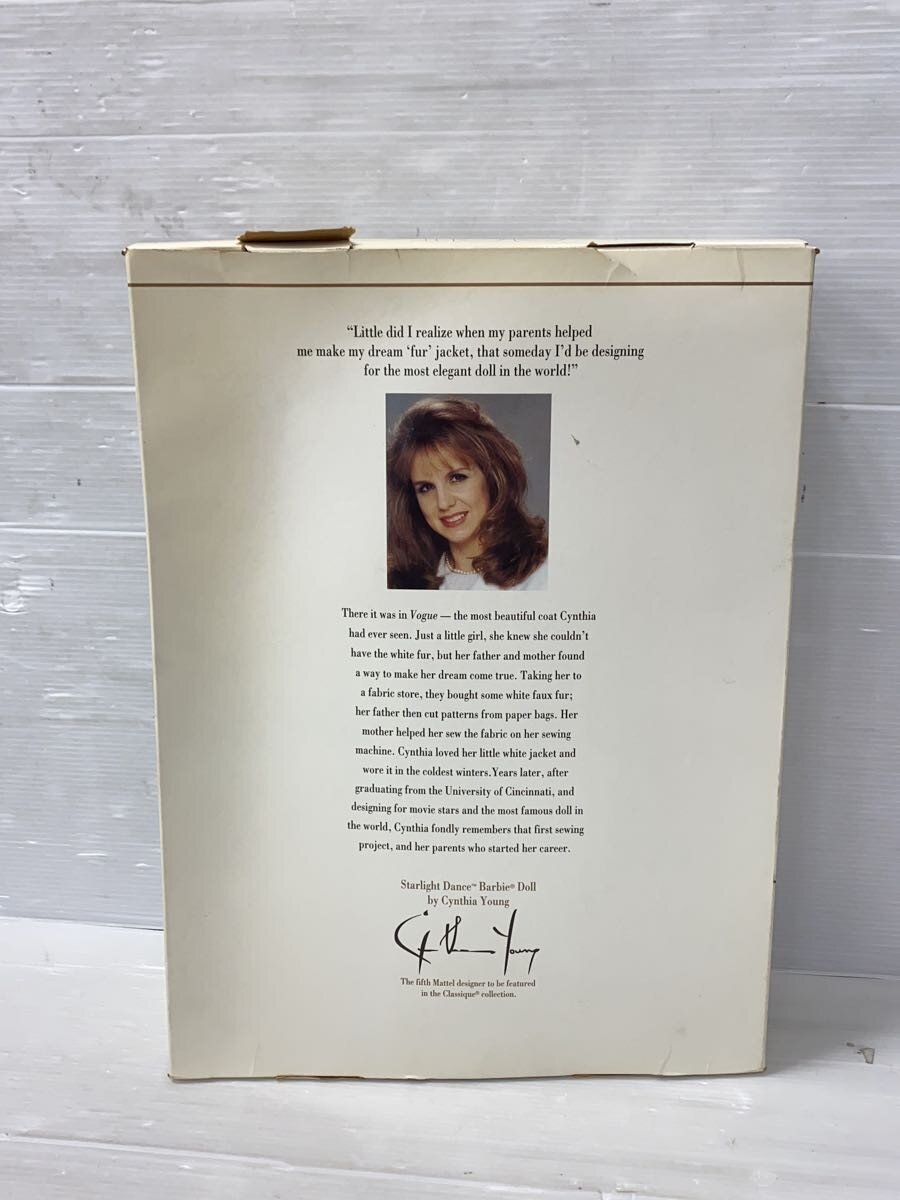 “Little did I realize when my parents helped
me make my dream ‘fur’ jacket, that someday I’d be designing
for the most elegant doll in the world!”
There it was in Vogue — the most beautiful coat Cynthia
had ever seen. Just a little girl, she knew she couldn’t
have the white fur, but her father and mother found
a way to make her dream come true. Taking her to
a fabric store, they bought some white faux fur;
her father then cut patterns from paper bags. Her
mother helped her sew the fabric on her sewing
machine. Cynthia loved her little white jacket and
wore it in the coldest winters. Years later, after
graduating from the University of Cincinnati, and
designing for movie stars and the most famous doll in
the world, Cynthia fondly remembers that first sewing
project, and her parents who started her career.
Starlight Dance™ Barbie® Doll
by Cynthia Young
Cynthia Young
The fifth Mattel designer to be featured
in the Classique® collection.